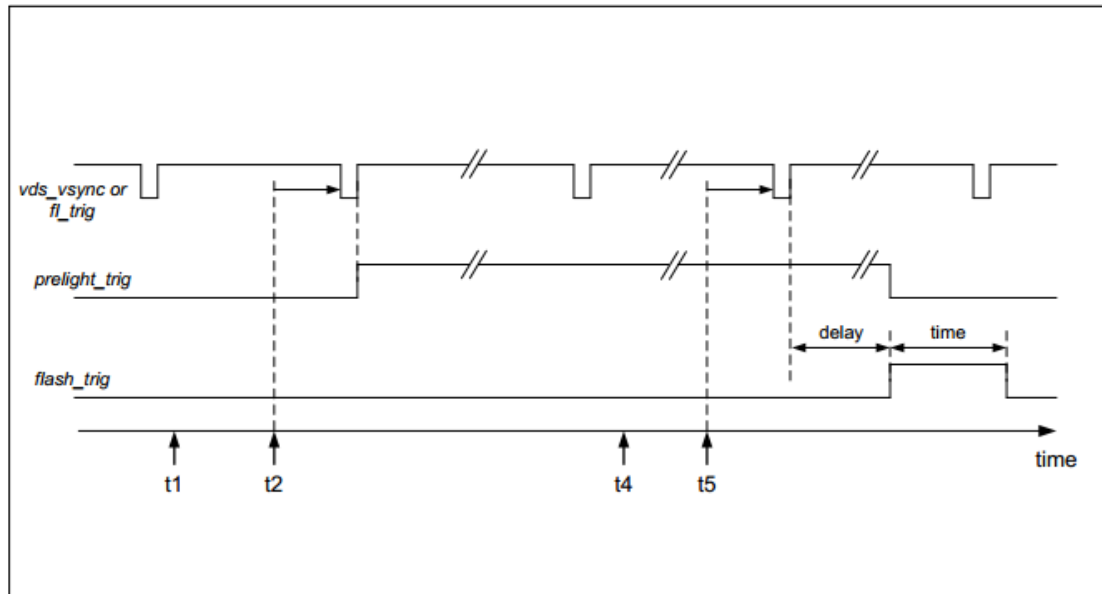 vds_vsync or
fl_trig
prelight_trig
delay
time
flash_trig
time
t1
t2
t4
t5